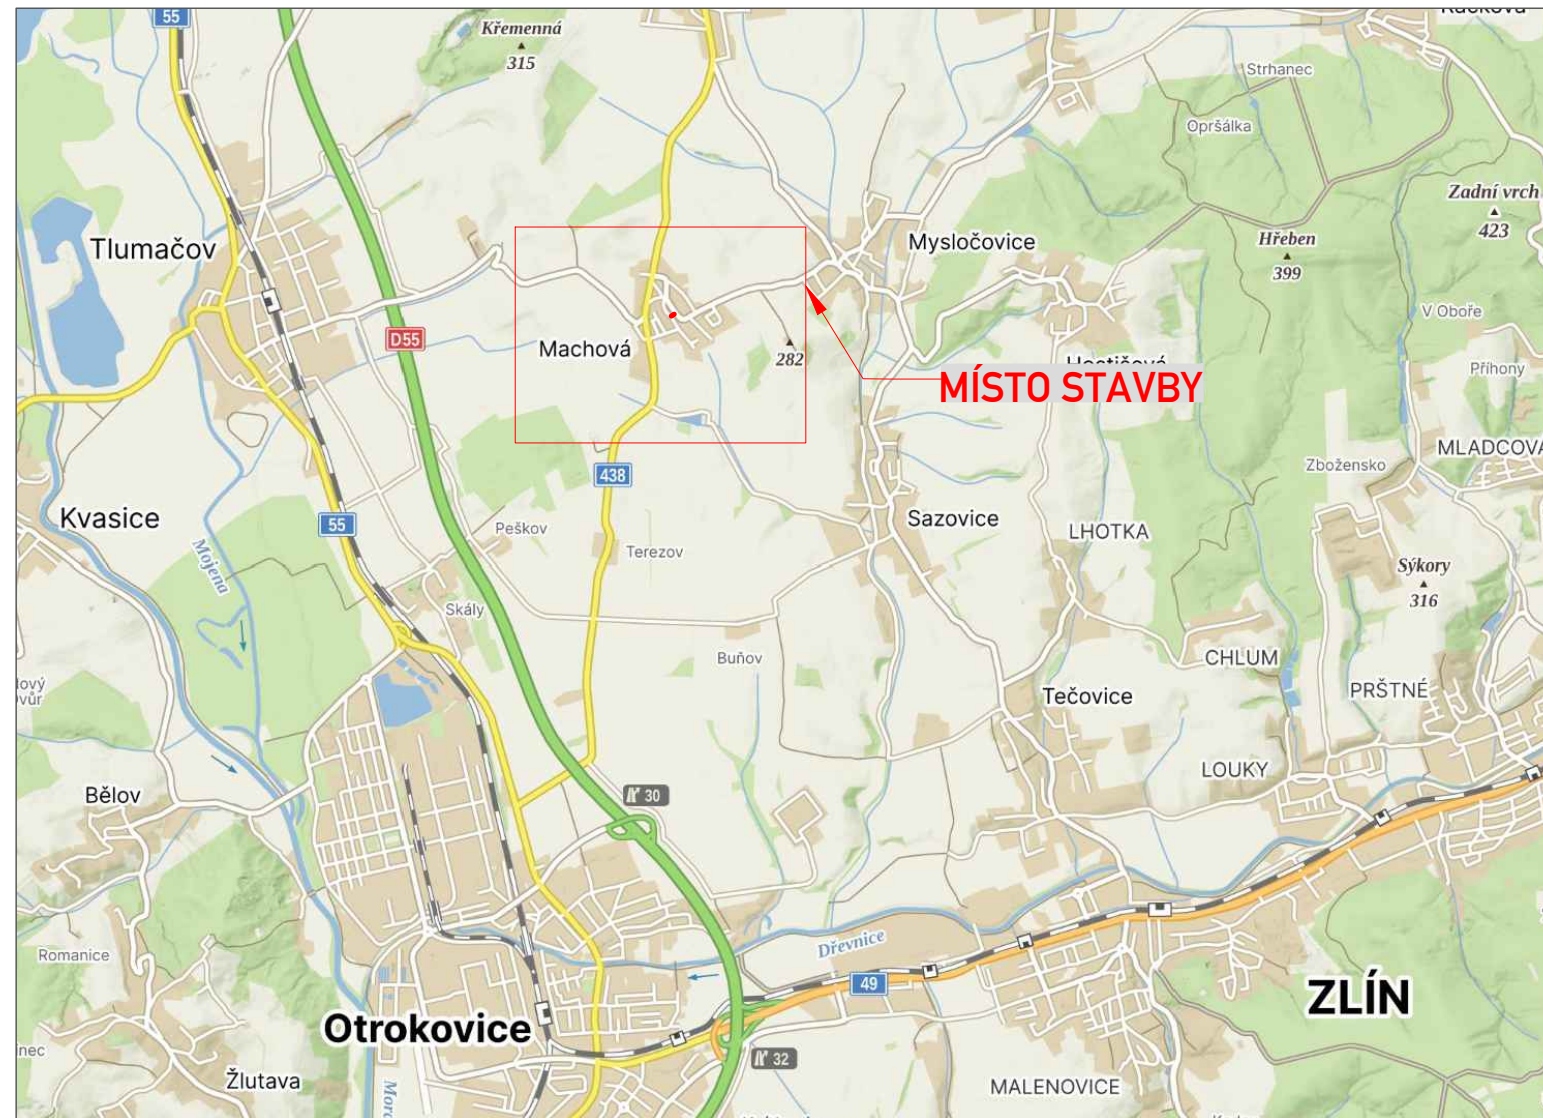 55
Křemenná
315
Strhanec
Opršálka
Zadní vrch
423
Tlumačov
Mysločovice
Hřeben
399
V Oboře
D55
Machová
282
Příhony
MÍSTO STAVBY
MLADCOVA
438
Zbožensko
Kvasice
55
Peškov
Sazovice
Terezov
LHOTKA
Mojena
Sýkory
316
Skály
Buňov
CHLUM
PRŠTNÉ
Tečovice
LOUKY
Bělov
30
Dřevnice
Romanice
49
ZLÍN
Otrokovice
32
Žlutava
MALENOVICE